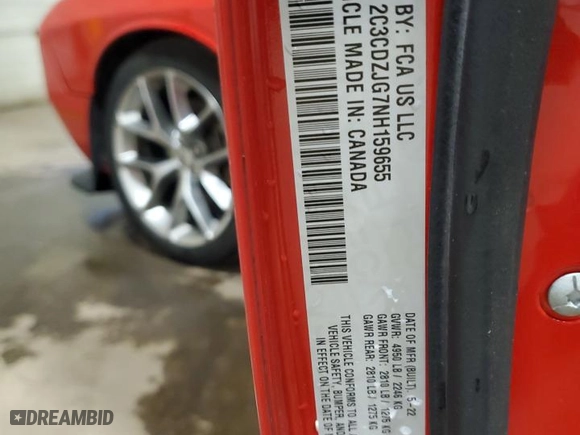 BY: FCA US LLC
2C3CDZJG7NH159655
CLE MADE IN: CANADA
DATE OF MFR (BUILT): 5-22
GVWR: 4950 LB / 2245 KG
GAWR FRONT: 2810 LB / 1275 KG
GAWR REAR: 2810 LB / 1275 KG
THIS VEHICLE CONFORMS TO ALL
VEHICLE SAFETY, BUMPER, AND
IN EFFECT ON THE DATE OF
DREAMBID